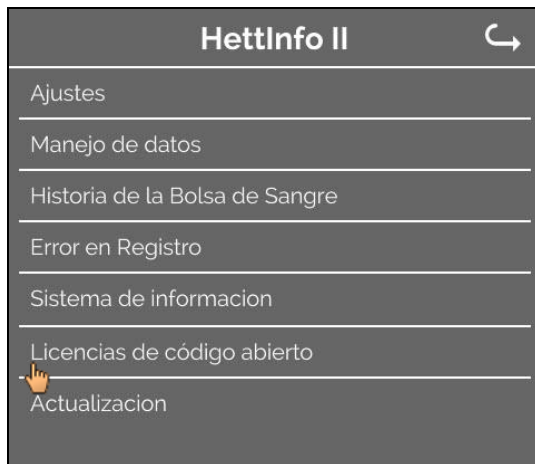 HettInfo II
Ajustes
Manejo de datos
Historia de la Bolsa de Sangre
Error en Registro
Sistema de informacion
Licencias de código abierto
Actualizacion